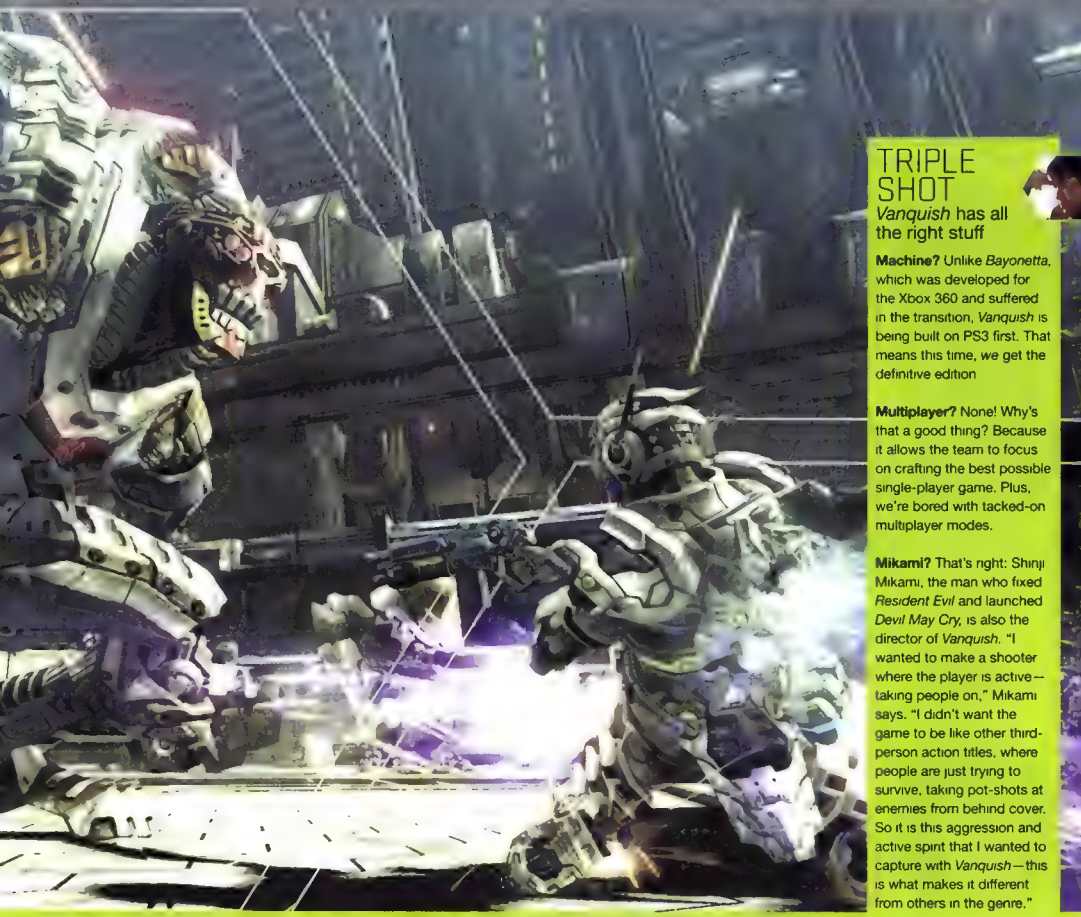 TRIPLE
SHOT
Vanquish has all
the right stuff
Machine? Unlike Bayonetta,
which was developed for
the Xbox 360 and suffered
in the transition, Vanquish is
being built on PS3 first. That
means this time, we get the
definitive edition
Multiplayer? None! Why's
that a good thing? Because
it allows the team to focus
on crafting the best possible
single-player game. Plus,
we're bored with tacked-on
multiplayer modes.
Mikami? That's right: Shinji
Mikami, the man who fixed
Resident Evil and launched
Devil May Cry, is also the
director of Vanquish. "I
wanted to make a shooter
where the player is active—
taking people on," Mikami
says. "I didn't want the
game to be like other third-
person action titles, where
people are just trying to
survive, taking pot-shots at
enemies from behind cover.
So it is this aggression and
active spirit that I wanted to
capture with Vanquish—this
is what makes it different
from others in the genre."